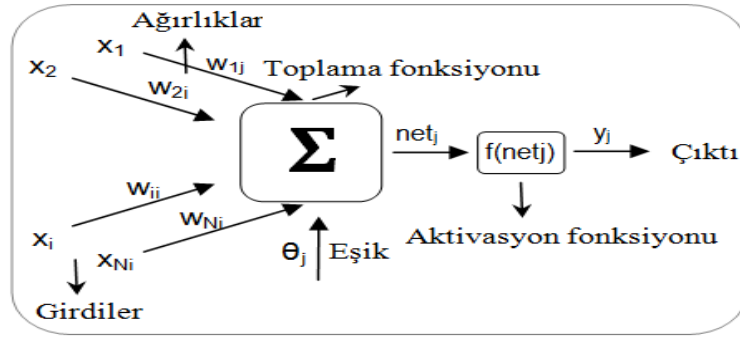 Ağırlıklar
x1
w1j
x2
w2i
Toplama fonksiyonu
Σ
netj
f(netj)
yj
Çıktı
wii
wNi
xi
xNi
θj
Eşik
Aktivasyon fonksiyonu
Girdiler